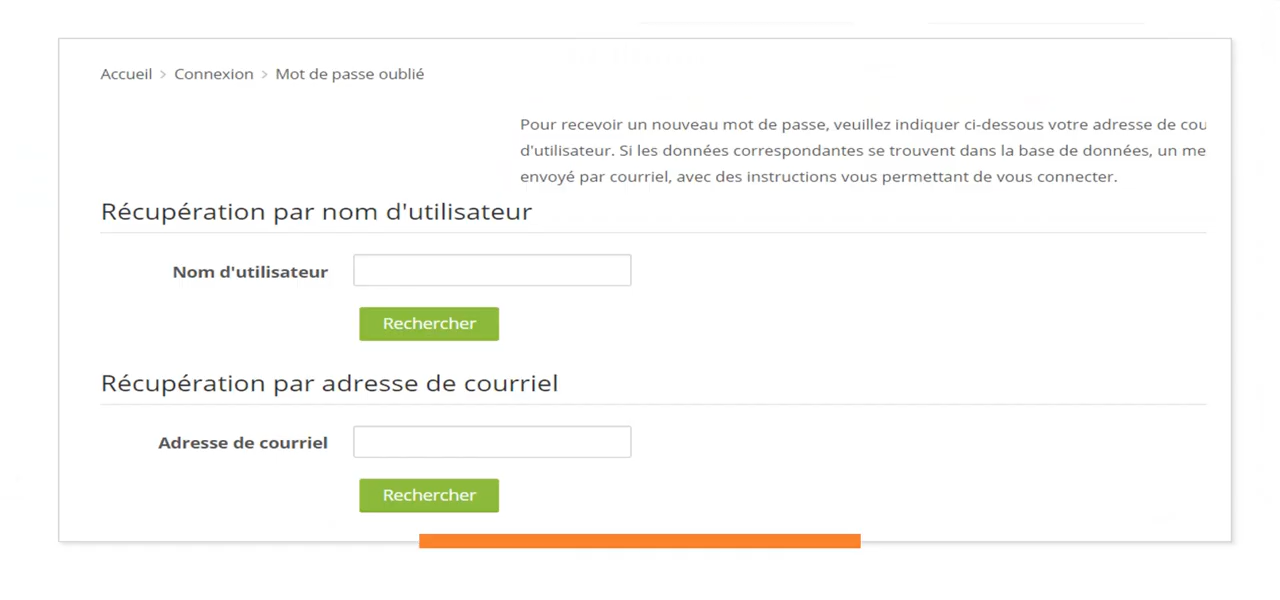 Accueil > Connexion > Mot de passe oublié
Pour recevoir un nouveau mot de passe, veuillez indiquer ci-dessous votre adresse de cou
d'utilisateur. Si les données correspondantes se trouvent dans la base de données, un me
envoyé par courriel, avec des instructions vous permettant de vous connecter.
Récupération par nom d'utilisateur
Nom d'utilisateur
Rechercher
Récupération par adresse de courriel
Adresse de courriel
Rechercher